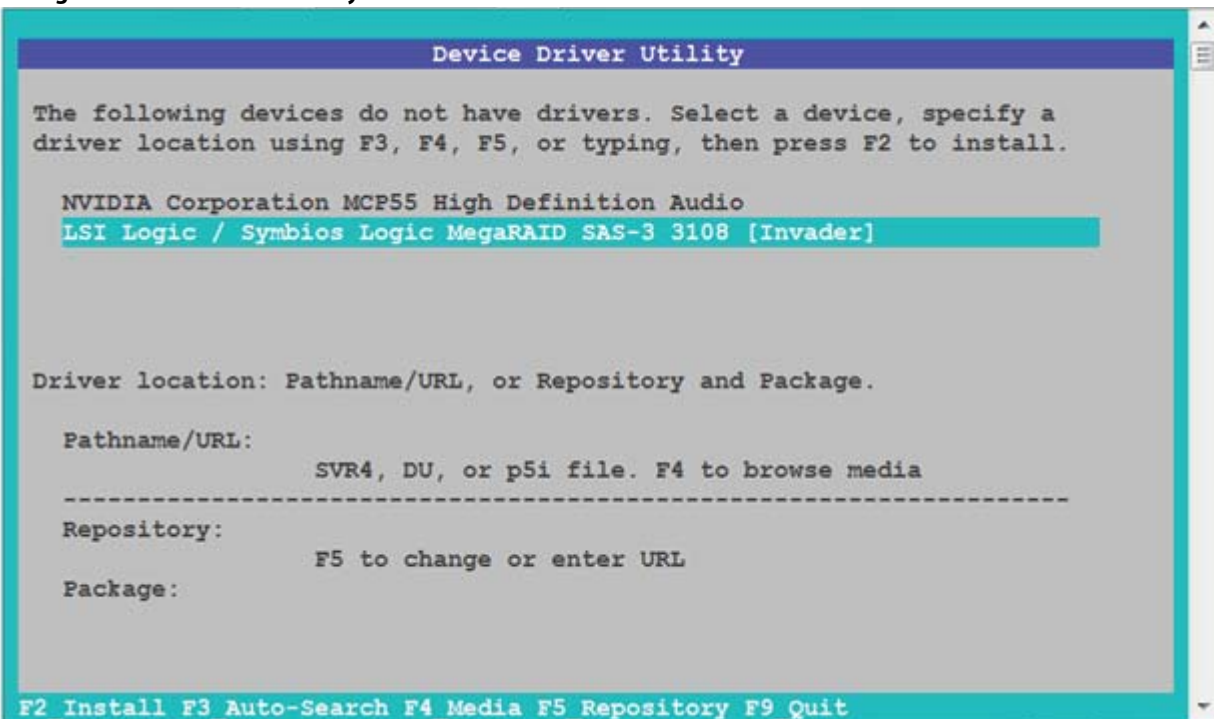 Device Driver Utility
The following devices do not have drivers. Select a device, specify a
driver location using F3, F4, F5, or typing, then press F2 to install.
NVIDIA Corporation MCP55 High Definition Audio
LSI Logic / Symbios Logic MegaRAID SAS-3 3108 [Invader]
Driver location: Pathname/URL, or Repository and Package.
Pathname/URL:
SVR4, DU, or p5i file. F4 to browse media
-------------------------------------------------------------------
Repository:
F5 to change or enter URL
Package:
F2 Install F3 Auto-Search F4 Media F5 Repository F9 Quit